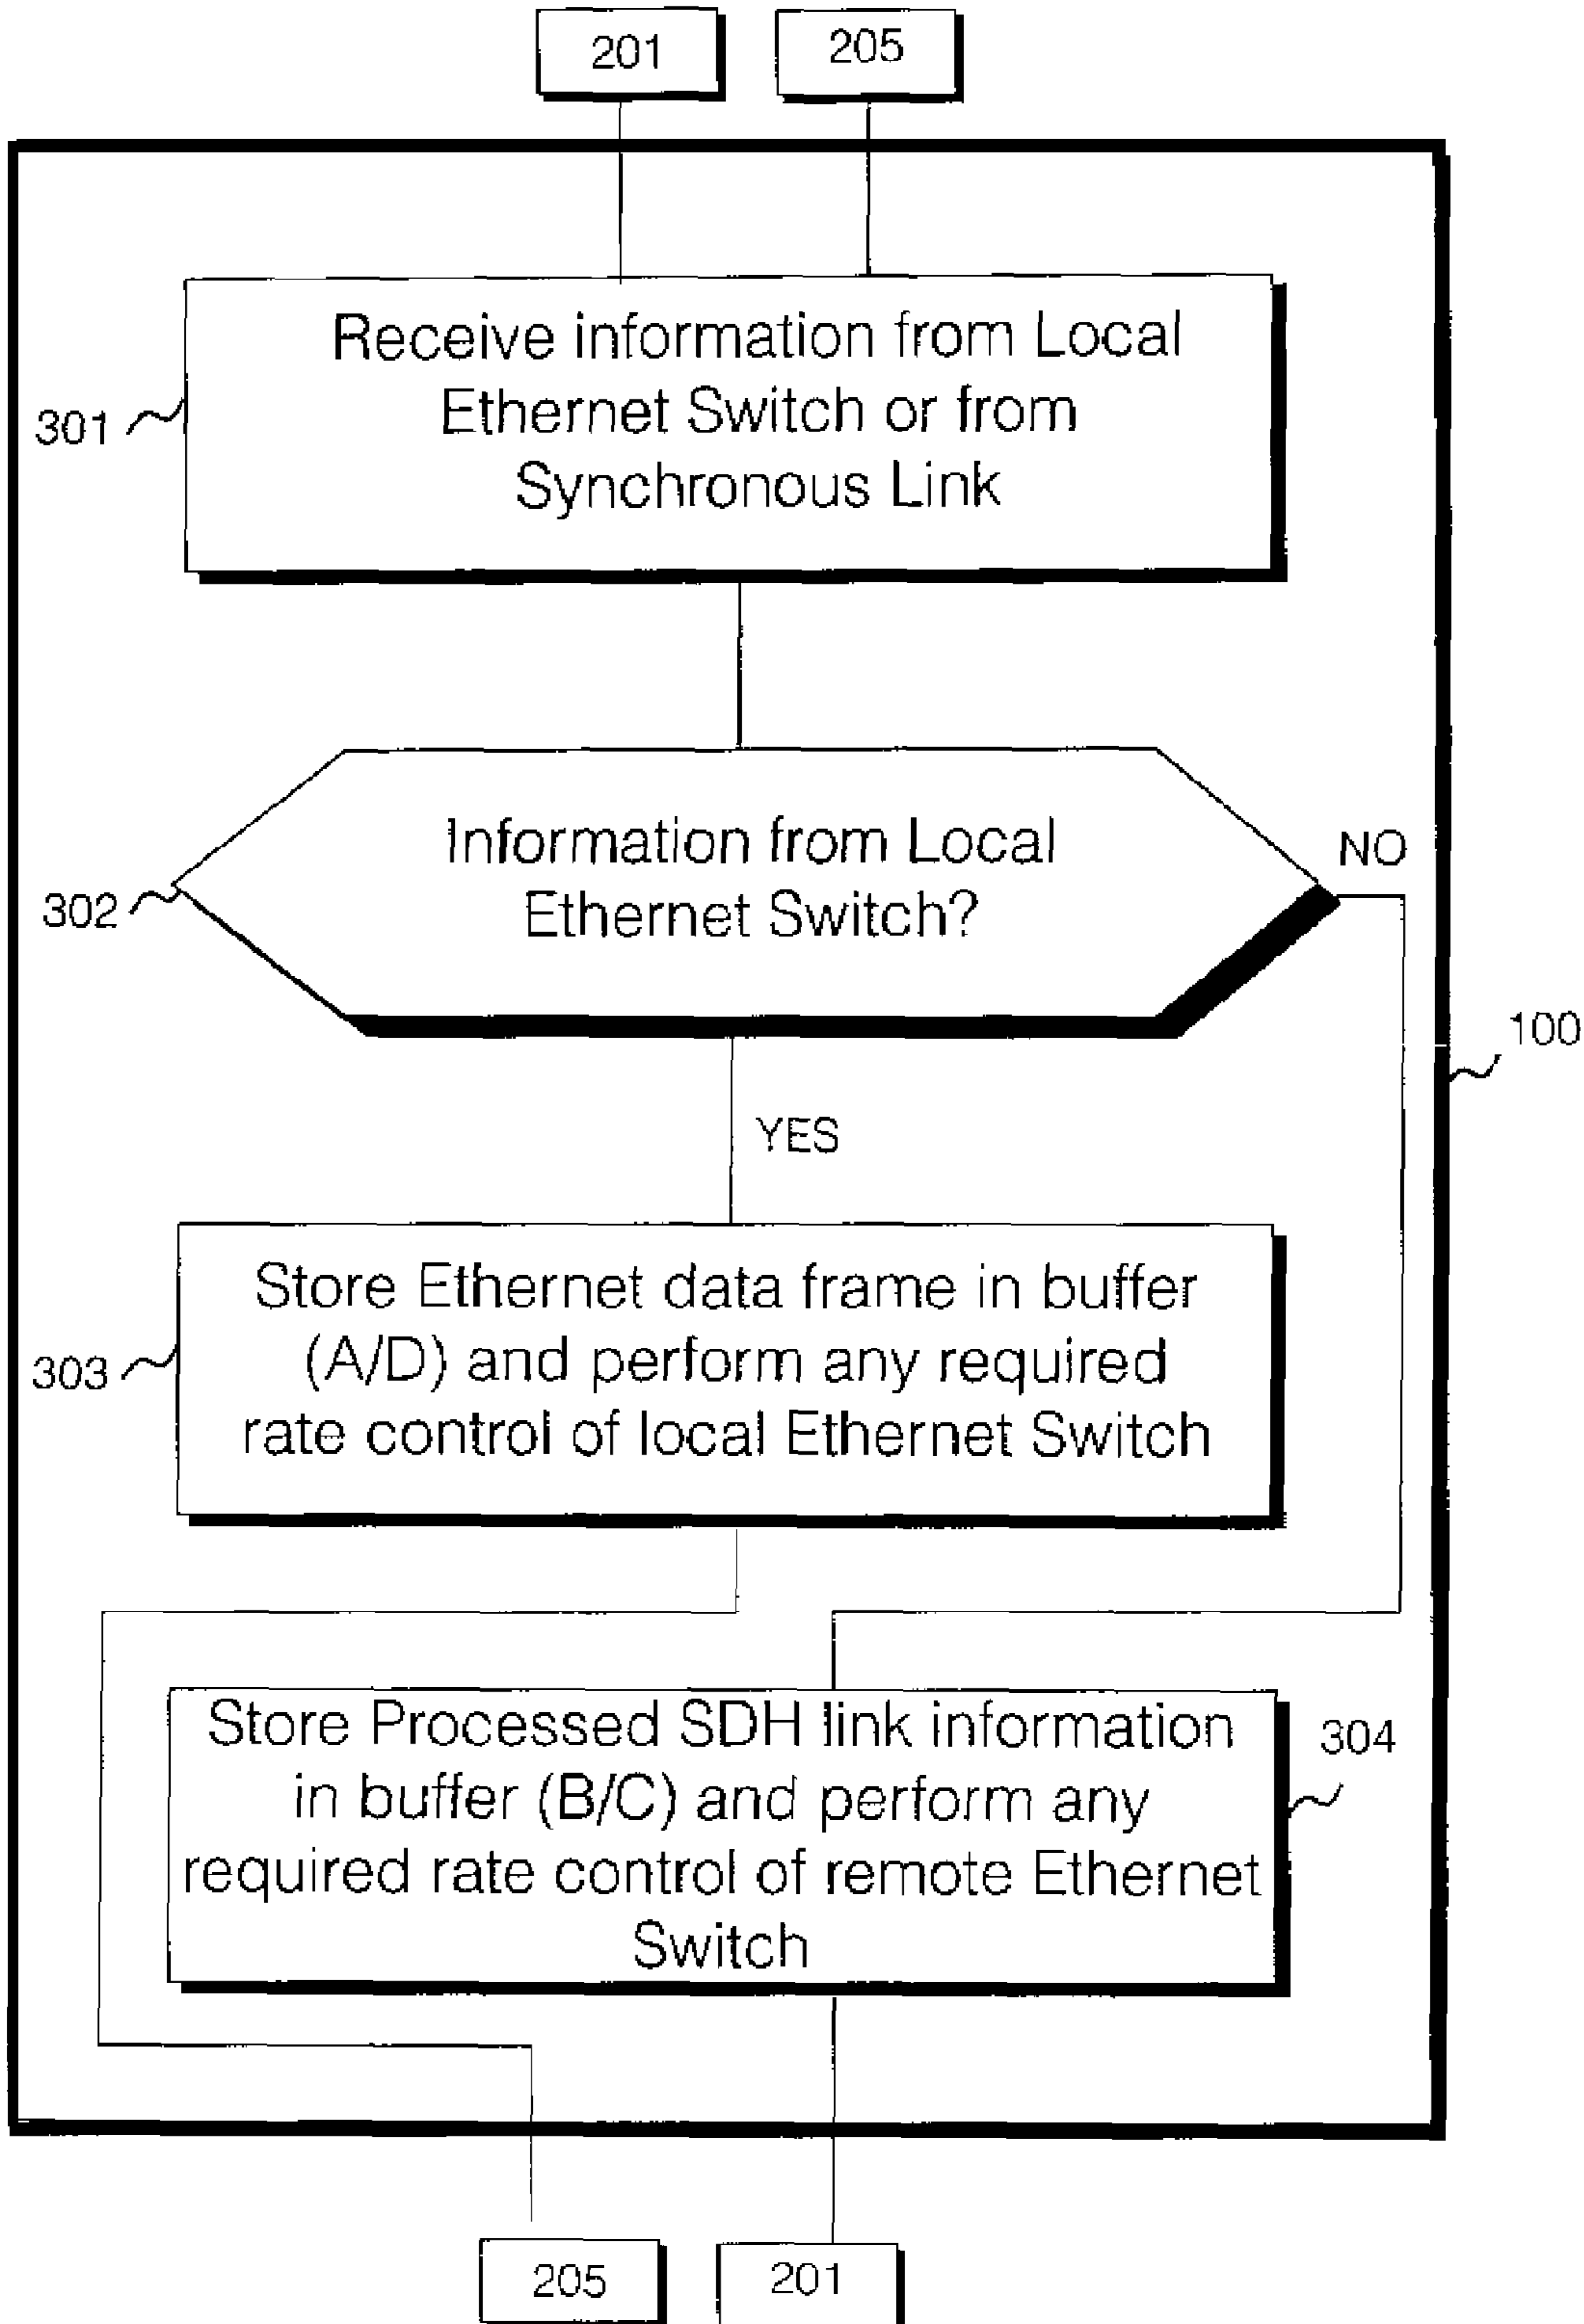 201
205
Receive information from Local
Ethernet Switch or from
Synchronous Link
301
Information from Local
Ethernet Switch?
NO
302
100
YES
Store Ethernet data frame in buffer
(A/D) and perform any required
rate control of local Ethernet Switch
303
Store Processed SDH link information
in buffer (B/C) and perform any
required rate control of remote Ethernet
Switch
304
205
201